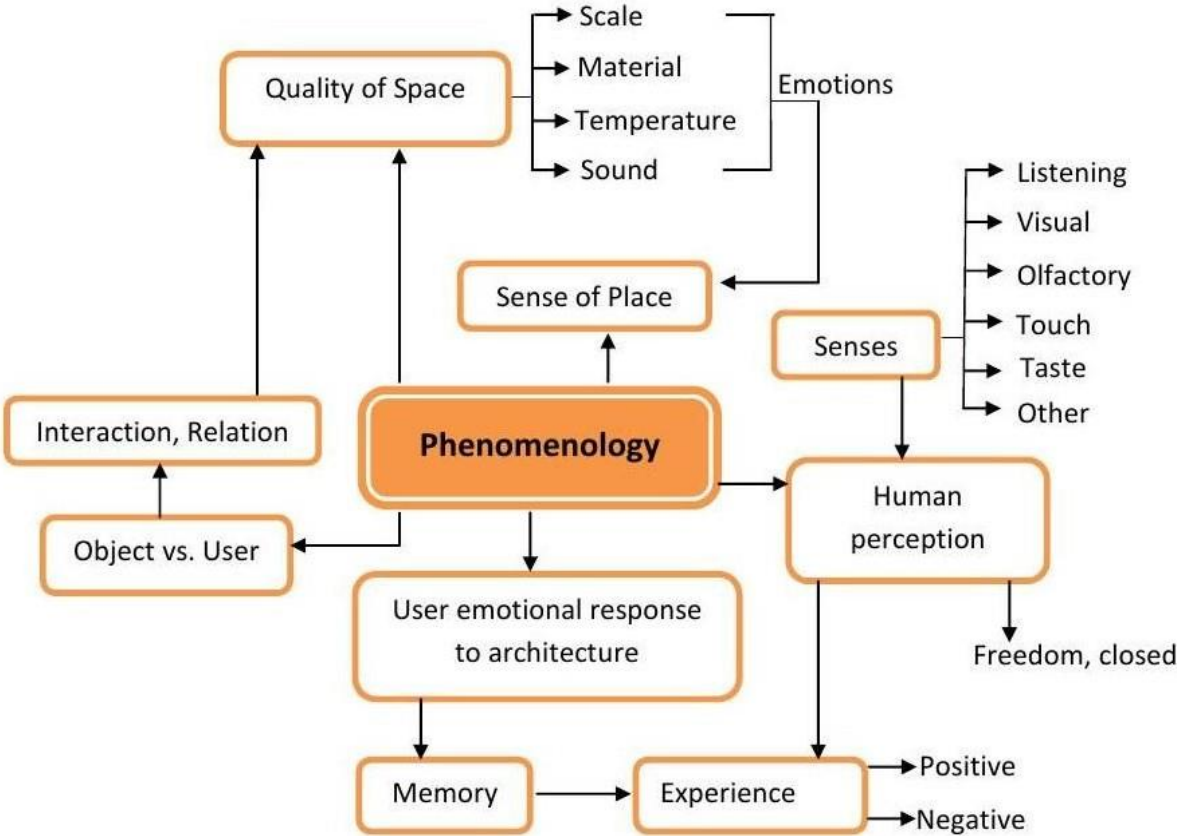 Scale
Material
Temperature
Sound
Quality of Space
Emotions
Listening
Visual
Olfactory
Touch
Taste
Other
Sense of Place
Senses
Interaction, Relation
Phenomenology
Human
perception
Object vs. User
User emotional response
to architecture
Freedom, closed
Memory
Experience
Positive
Negative